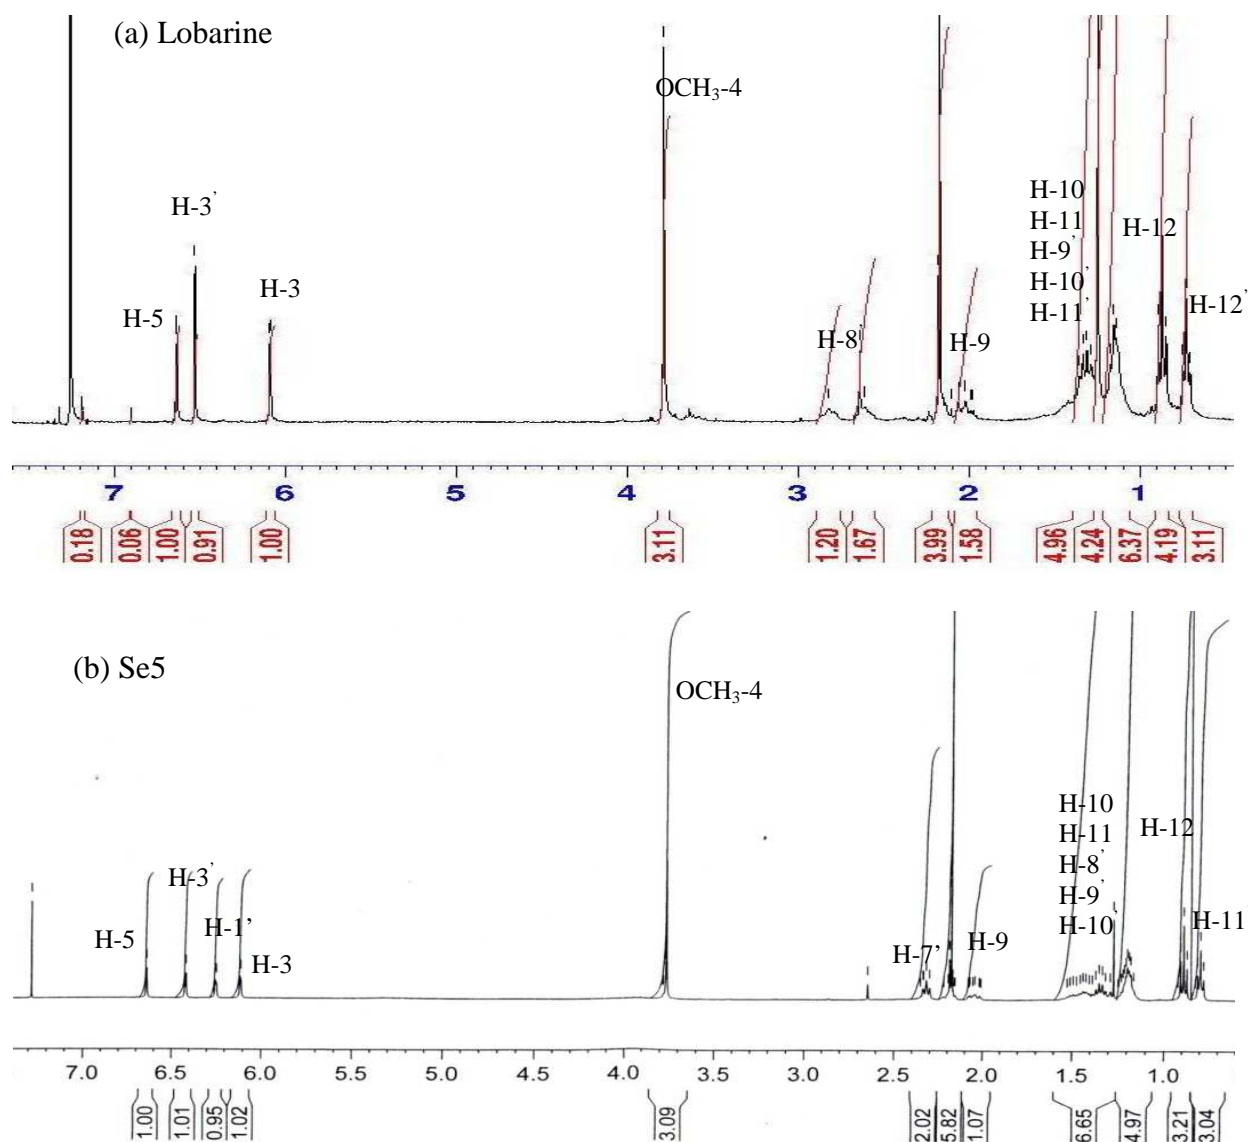 (a) Lobarine
OCH3-4
H-3'
H-5
H-3
H-8'
H-9
H-10
H-11
H-9'
H-10'
H-11'
H-12
H-12'
7 6 5 4 3 2 1
0.18 0.06 1.00 0.91 1.00 3.11 1.20 1.67 3.99 1.58 4.96 4.24 6.37 4.19 3.11
(b) Se5
OCH3-4
H-3'
H-5
H-1'
H-3
H-7'
H-9
H-10
H-11
H-8'
H-9'
H-10'
H-12
H-11
7.0 6.5 6.0 5.5 5.0 4.5 4.0 3.5 3.0 2.5 2.0 1.5 1.0
1.00 1.01 0.95 1.02 3.09 2.02 5.82 1.07 6.65 4.97 3.21 3.04